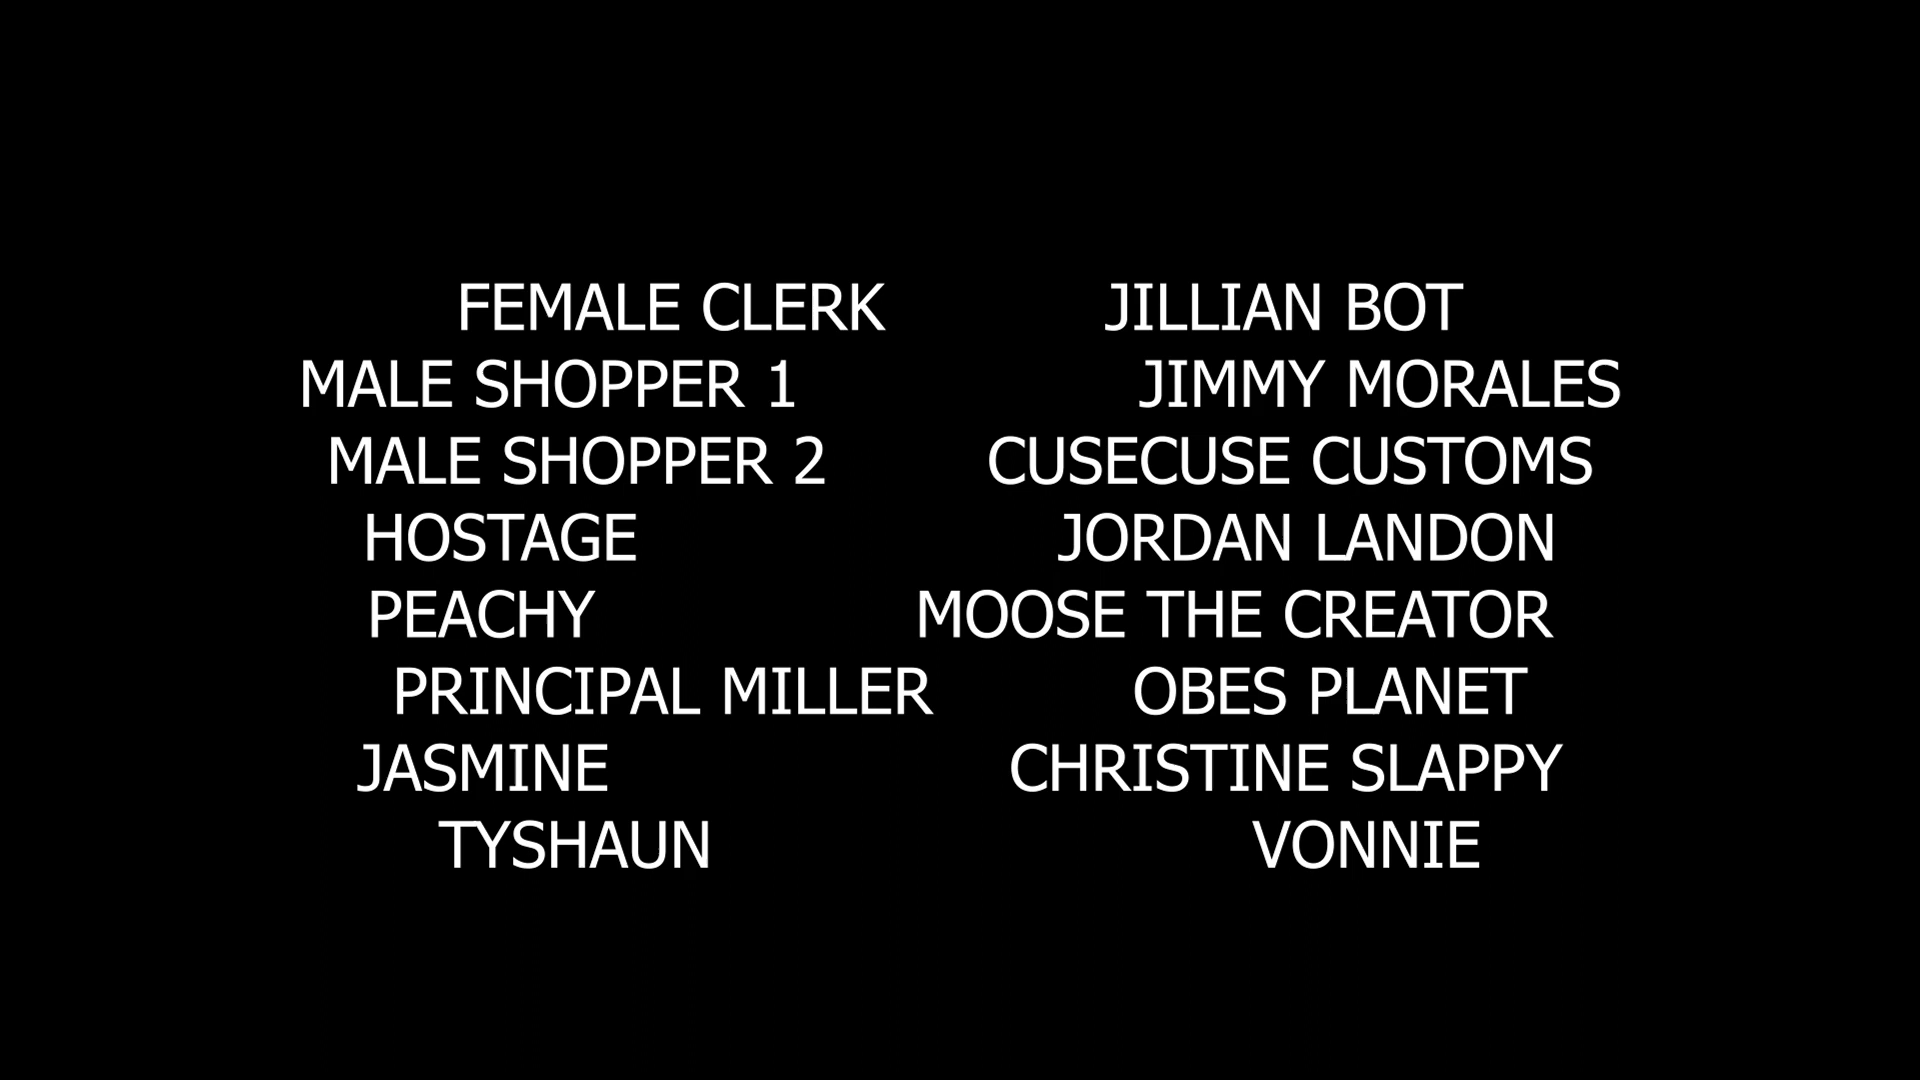 FEMALE CLERK JILLIAN BOT
MALE SHOPPER 1 JIMMY MORALES
MALE SHOPPER 2 CUSECUSE CUSTOMS
HOSTAGE JORDAN LANDON
PEACHY MOOSE THE CREATOR
PRINCIPAL MILLER OBES PLANET
JASMINE CHRISTINE SLAPPY
TYSHAUN VONNIE